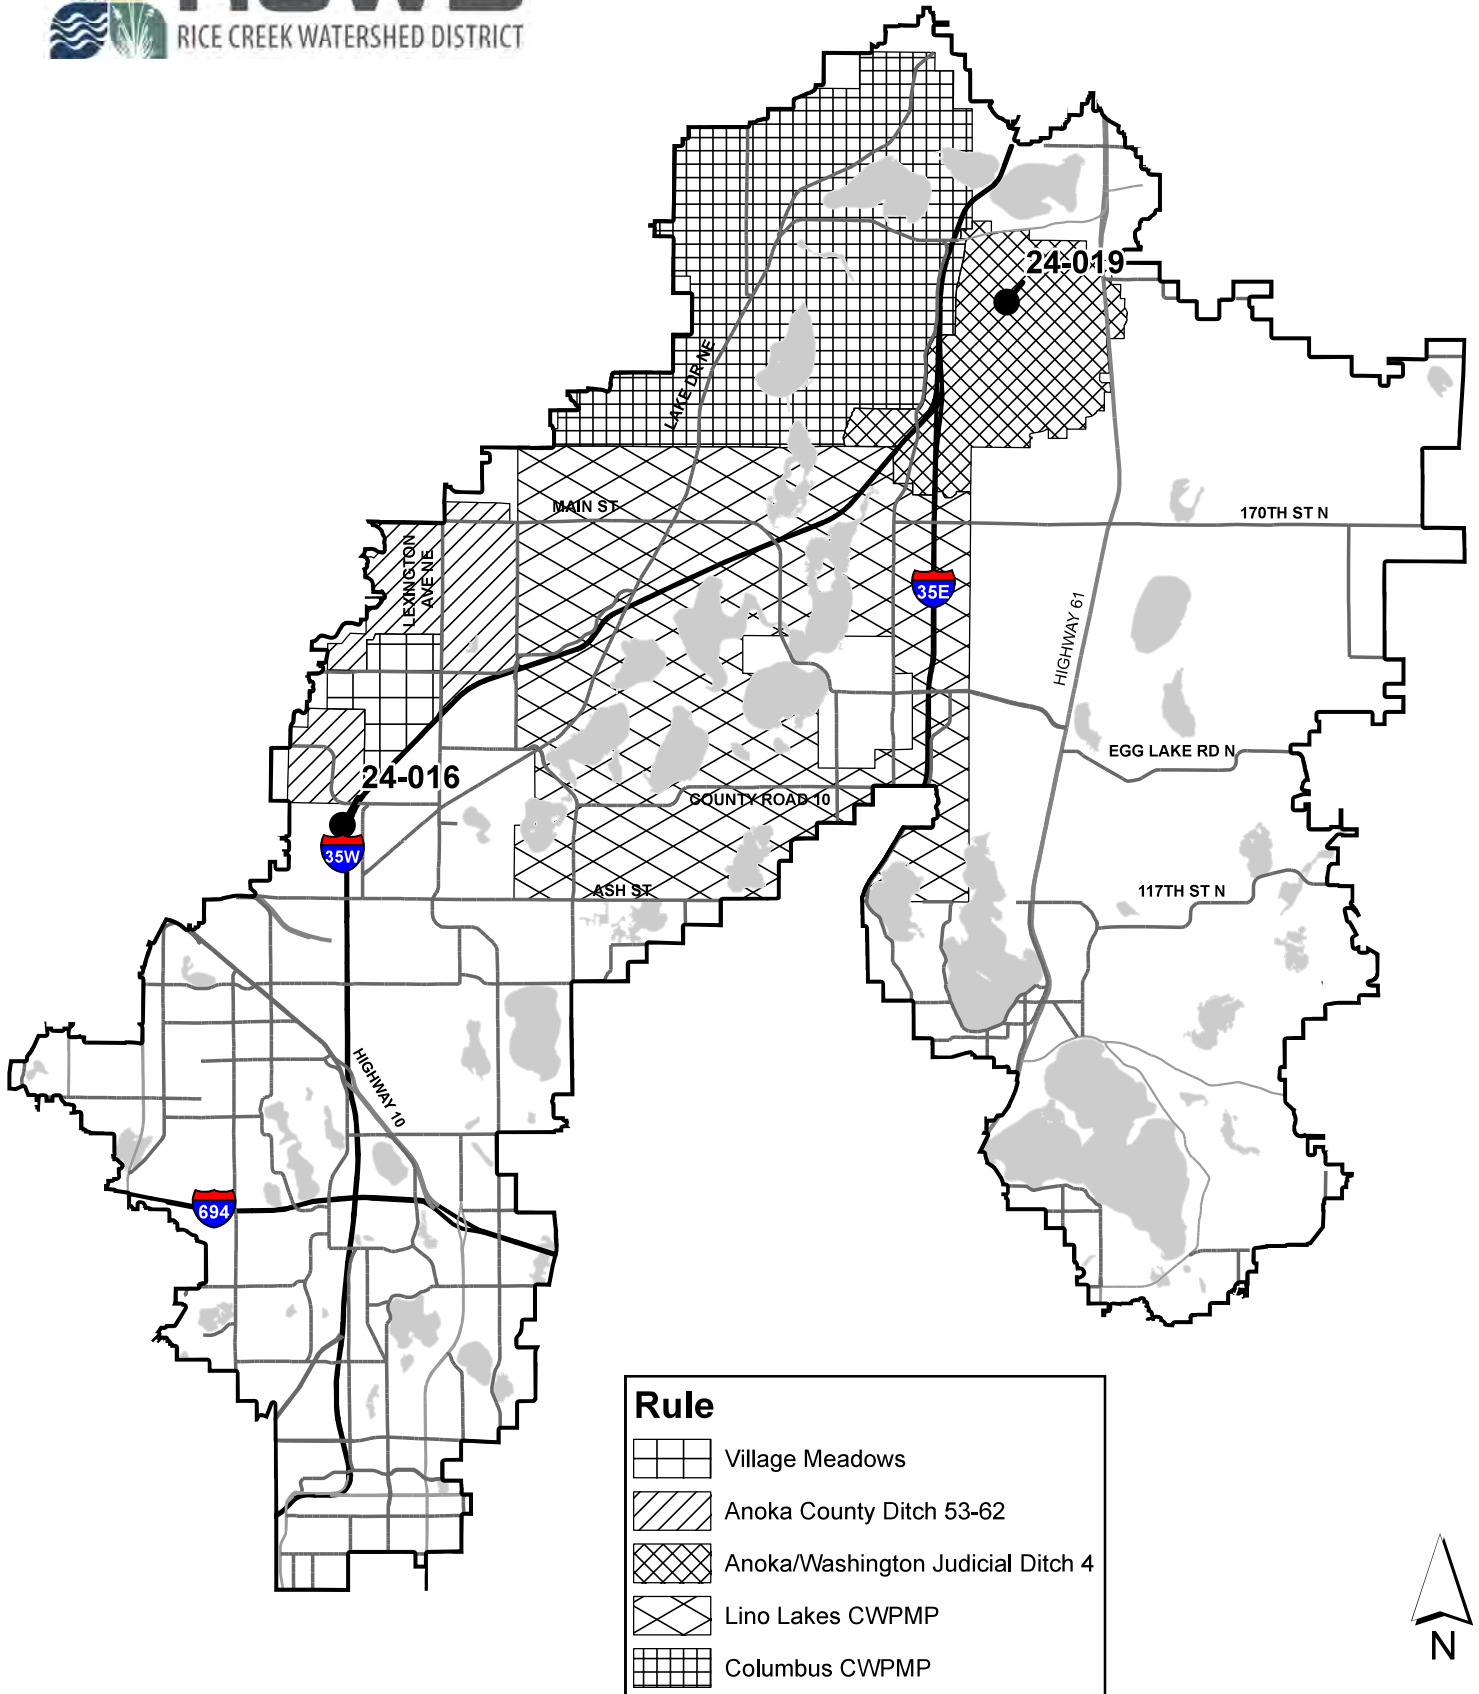 RICE CREEK WATERSHED DISTRICT
24-019
LAKE DR NE
MAIN ST
170TH ST N
LEXINGTON
AVE NE
35E
HIGHWAY 61
EGG LAKE RD N
24-016
COUNTY ROAD 10
35W
ASH ST
117TH ST N
HIGHWAY 10
694
Rule
Village Meadows
Anoka County Ditch 53-62
Anoka/Washington Judicial Ditch 4
Lino Lakes CWPMP
Columbus CWPMP
N